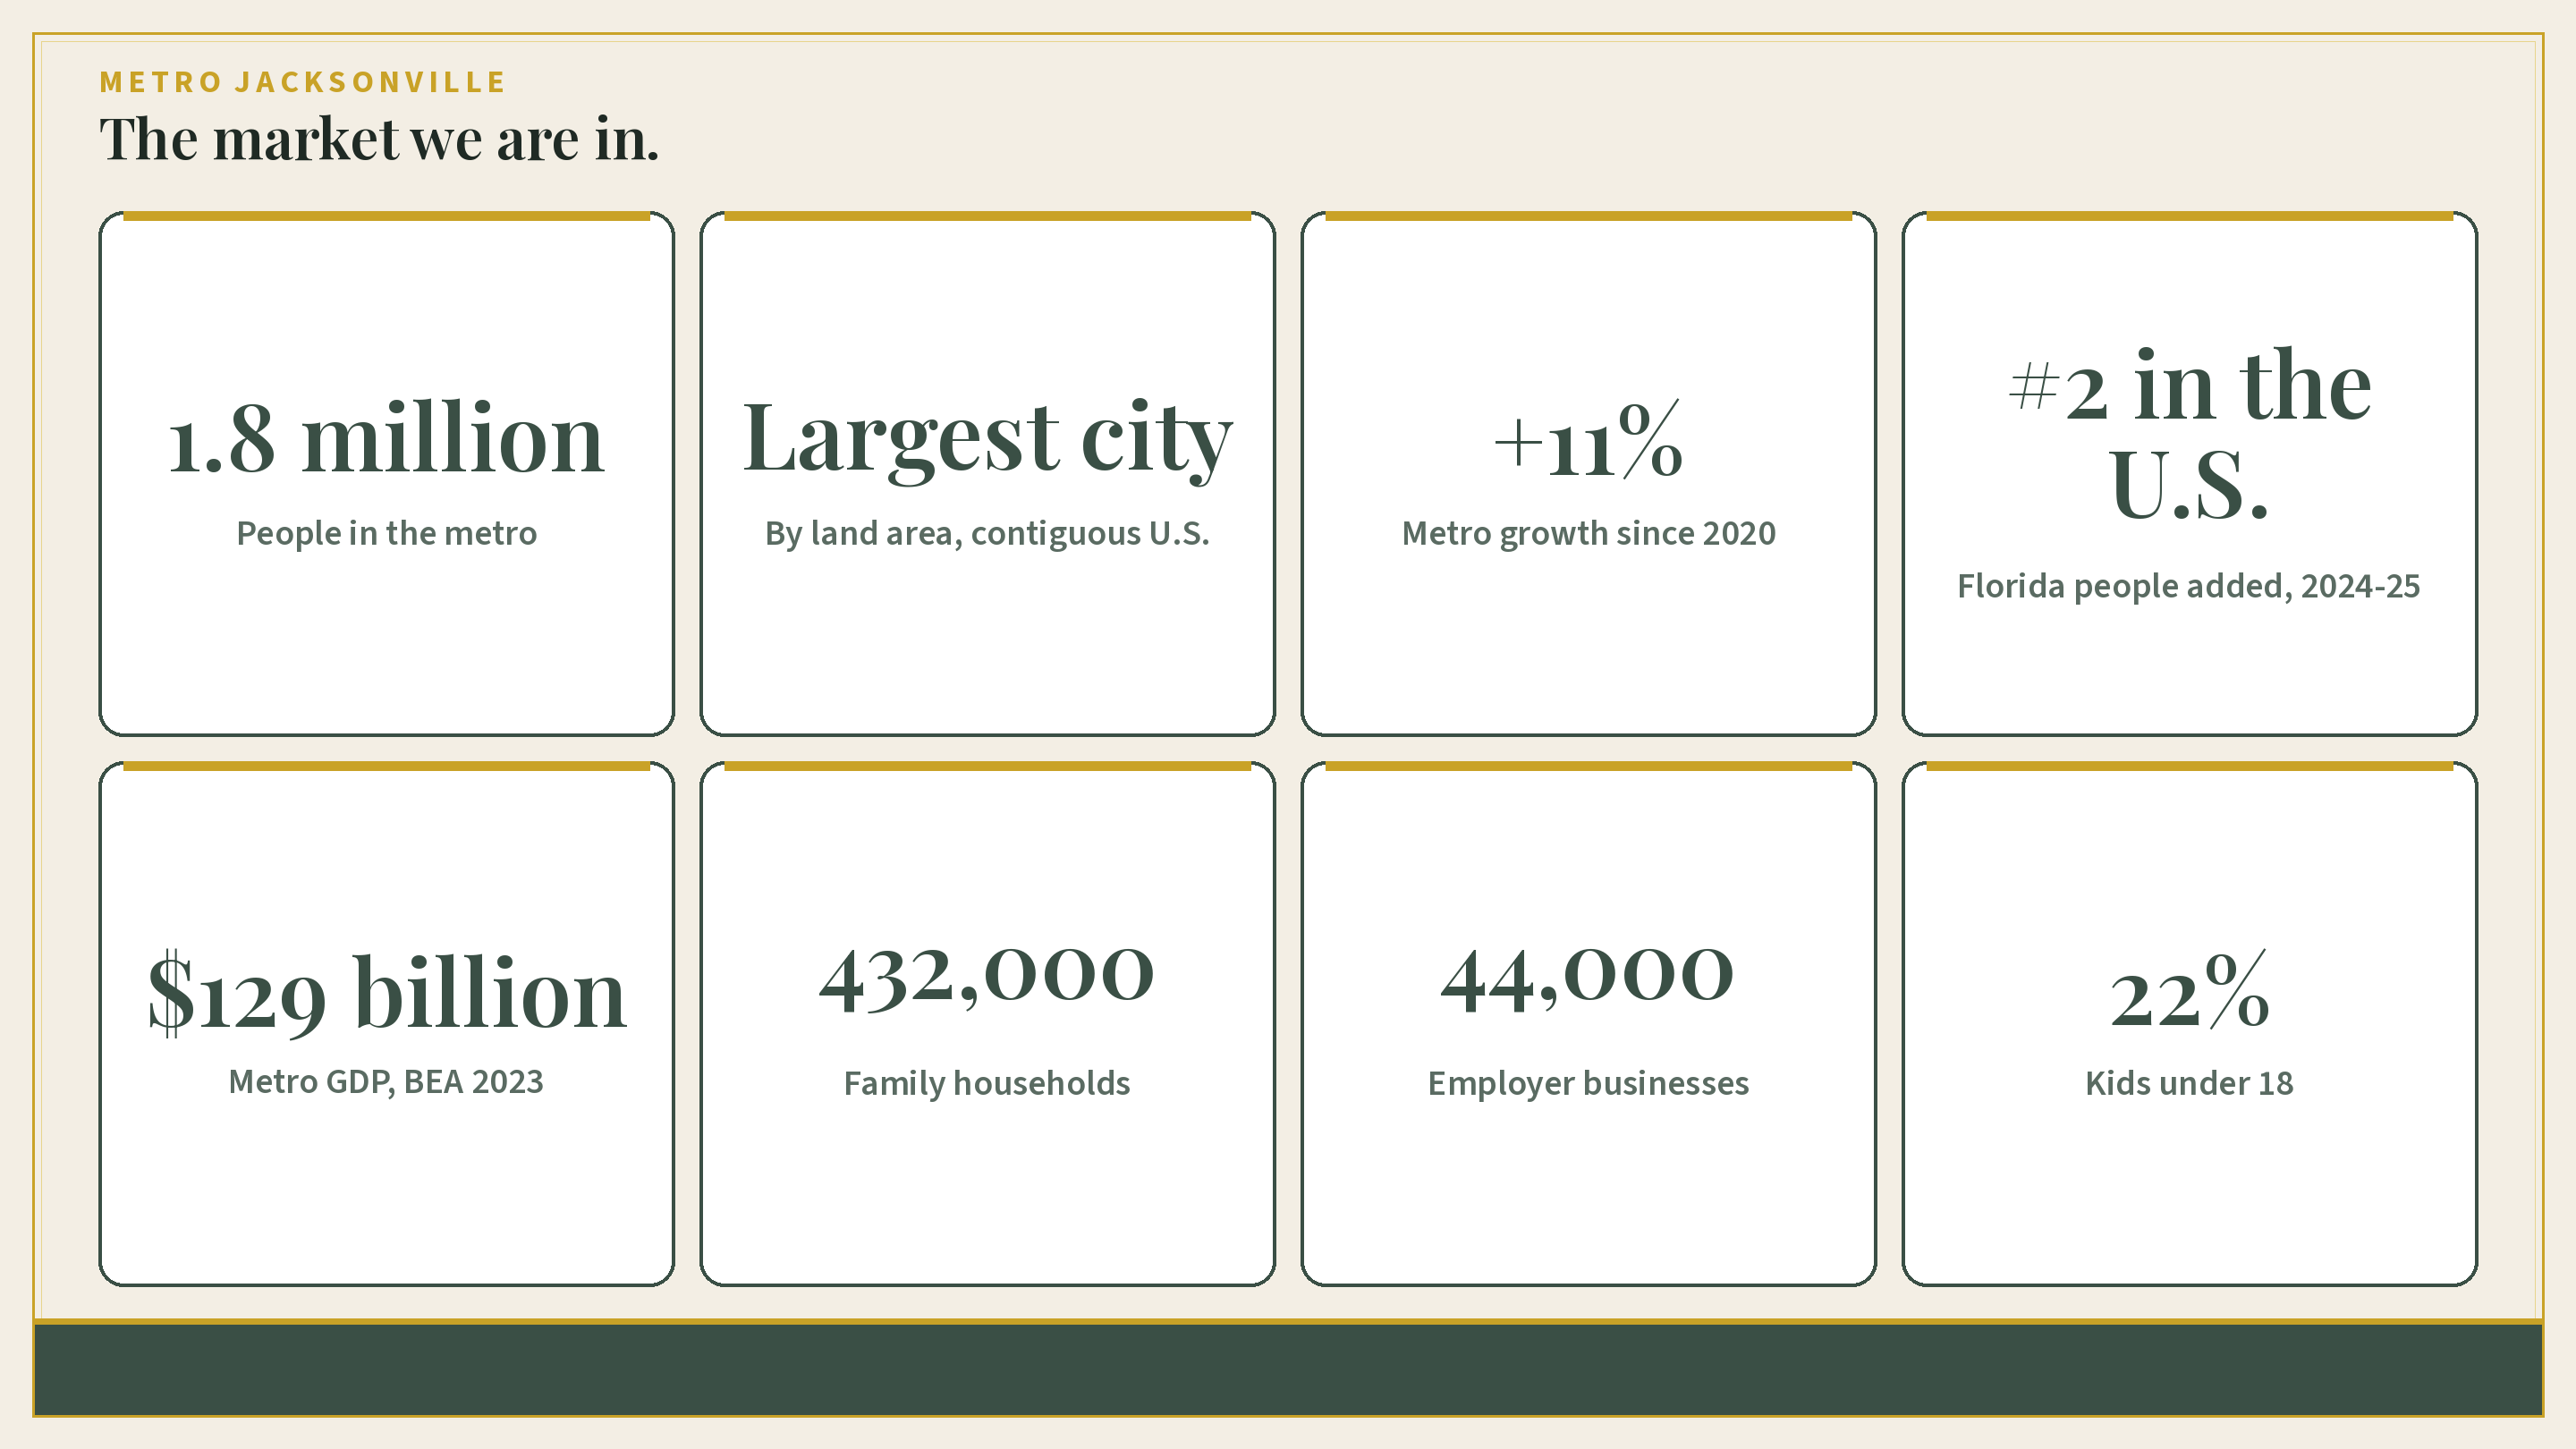 METRO JACKSONVILLE
The market we are in.
1.8 million
People in the metro
Largest city
By land area, contiguous U.S.
+11%
Metro growth since 2020
#2 in the
U.S.
Florida people added, 2024-25
$129 billion
Metro GDP, BEA 2023
432,000
Family households
44,000
Employer businesses
22%
Kids under 18